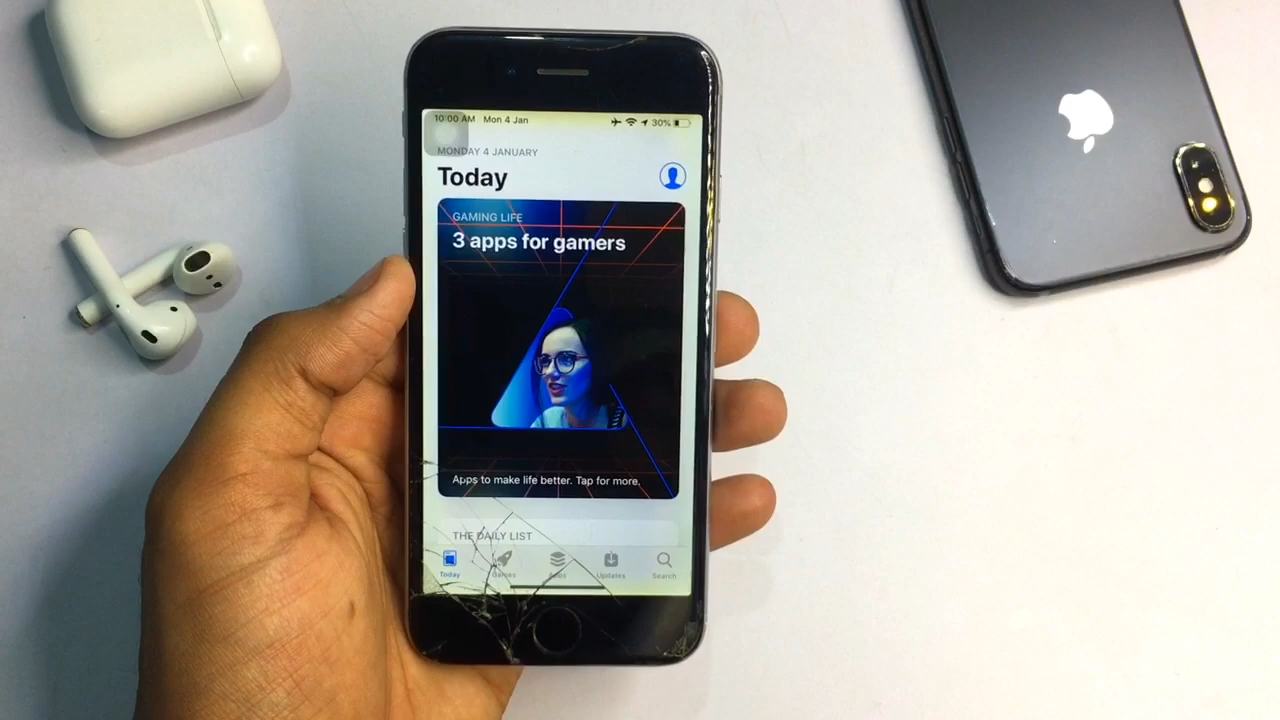 10:00 AM Mon 4 Jan 30%
MONDAY 4 JANUARY
Today
GAMING LIFE
3 apps for gamers
Apps to make life better. Tap for more.
THE DAILY LIST
Today Games Apps Updates Search